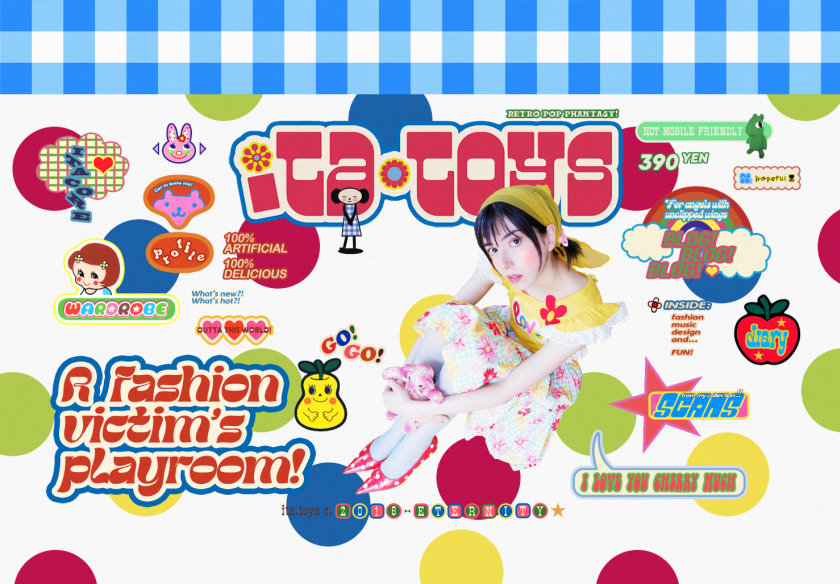 RETRO POP PHANTASY!
ita-toys
NOT MOBILE FRIENDLY
390 YEN
hopeful
Get to know me!
Profile
100%
ARTIFICIAL
100%
DELICIOUS
"For angels with
unclipped wings
BLOG!
BLOG!
BLOG!
WARDROBE
What's new?!
What's hot?!
OUTTA THIS WORLD!
GO!
GO!
INSIDE:
fashion
music
design
and...
FUN!
diary
A fashion
victim's
playroom!
from my collection!!
SCANS
I LOVE YOU CHERRY MUCH
ita.toys c. 2018-ETERNITY